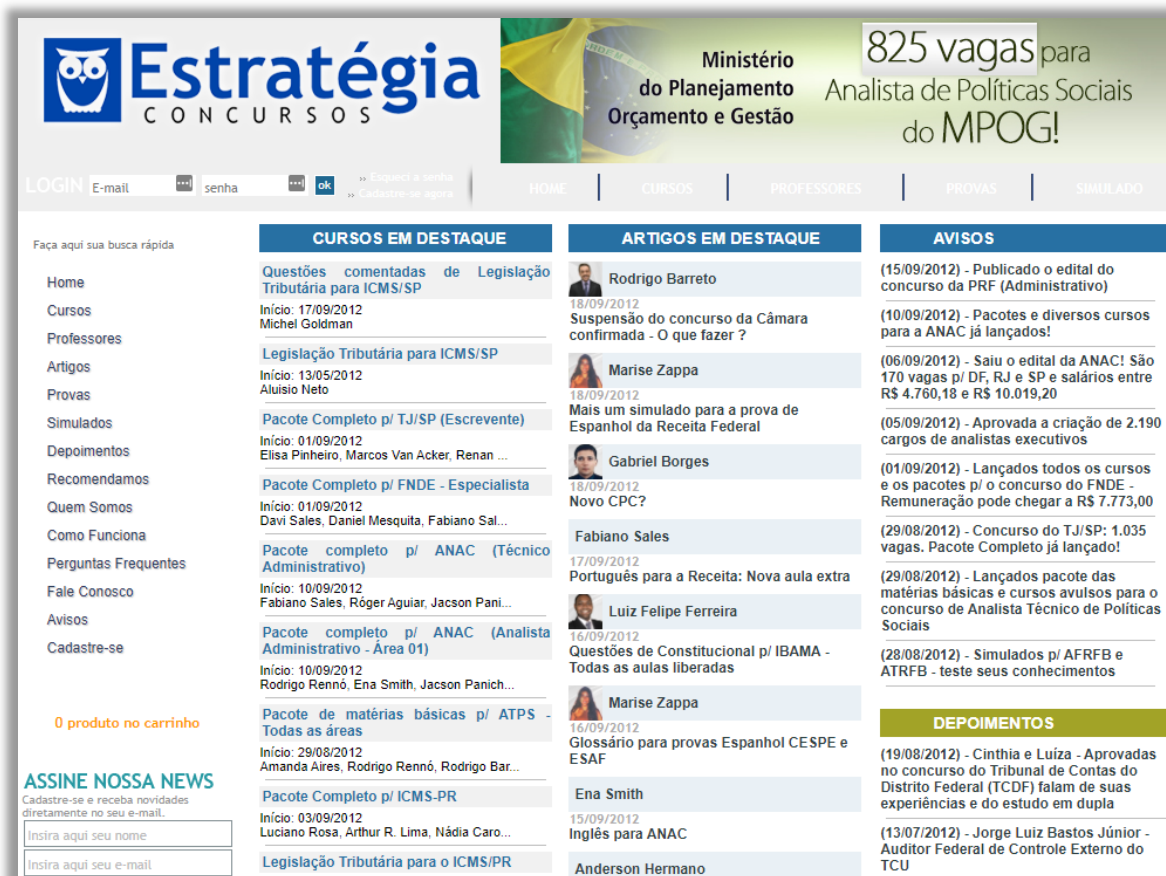 Estratégia
CONCURSOS
Ministério
do Planejamento
Orçamento e Gestão
825 vagas para
Analista de Políticas Sociais
do MPOG!
LOGIN E-mail senha ok
» Esqueci a senha
» Cadastre-se agora
HOME CURSOS PROFESSORES PROVAS SIMULADO
Faça aqui sua busca rápida
Home
Cursos
Professores
Artigos
Provas
Simulados
Depoimentos
Recomendamos
Quem Somos
Como Funciona
Perguntas Frequentes
Fale Conosco
Avisos
Cadastre-se
0 produto no carrinho
ASSINE NOSSA NEWS
Cadastre-se e receba novidades
diretamente no seu e-mail.
Insira aqui seu nome
Insira aqui seu e-mail
CURSOS EM DESTAQUE
Questões comentadas de Legislação
Tributária para ICMS/SP
Início: 17/09/2012
Michel Goldman
Legislação Tributária para ICMS/SP
Início: 13/05/2012
Aluisio Neto
Pacote Completo p/ TJ/SP (Escrevente)
Início: 01/09/2012
Elisa Pinheiro, Marcos Van Acker, Renan ...
Pacote Completo p/ FNDE - Especialista
Início: 01/09/2012
Davi Sales, Daniel Mesquita, Fabiano Sal...
Pacote completo p/ ANAC (Técnico
Administrativo)
Início: 10/09/2012
Fabiano Sales, Róger Aguiar, Jacson Pani...
Pacote completo p/ ANAC (Analista
Administrativo - Área 01)
Início: 10/09/2012
Rodrigo Rennó, Ena Smith, Jacson Panich...
Pacote de matérias básicas p/ ATPS -
Todas as áreas
Início: 29/08/2012
Amanda Aires, Rodrigo Rennó, Rodrigo Bar...
Pacote Completo p/ ICMS-PR
Início: 03/09/2012
Luciano Rosa, Arthur R. Lima, Nádia Caro...
Legislação Tributária para o ICMS/PR
ARTIGOS EM DESTAQUE
Rodrigo Barreto
18/09/2012
Suspensão do concurso da Câmara
confirmada - O que fazer ?
Marise Zappa
18/09/2012
Mais um simulado para a prova de
Espanhol da Receita Federal
Gabriel Borges
18/09/2012
Novo CPC?
Fabiano Sales
17/09/2012
Português para a Receita: Nova aula extra
Luiz Felipe Ferreira
16/09/2012
Questões de Constitucional p/ IBAMA -
Todas as aulas liberadas
Marise Zappa
16/09/2012
Glossário para provas Espanhol CESPE e
ESAF
Ena Smith
15/09/2012
Inglês para ANAC
Anderson Hermano
AVISOS
(15/09/2012) - Publicado o edital do
concurso da PRF (Administrativo)
(10/09/2012) - Pacotes e diversos cursos
para a ANAC já lançados!
(06/09/2012) - Saiu o edital da ANAC! São
170 vagas p/ DF, RJ e SP e salários entre
R$ 4.760,18 e R$ 10.019,20
(05/09/2012) - Aprovada a criação de 2.190
cargos de analistas executivos
(01/09/2012) - Lançados todos os cursos
e os pacotes p/ o concurso do FNDE -
Remuneração pode chegar a R$ 7.773,00
(29/08/2012) - Concurso do TJ/SP: 1.035
vagas. Pacote Completo já lançado!
(29/08/2012) - Lançados pacote das
matérias básicas e cursos avulsos para o
concurso de Analista Técnico de Políticas
Sociais
(28/08/2012) - Simulados p/ AFRFB e
ATRFB - teste seus conhecimentos
DEPOIMENTOS
(19/08/2012) - Cinthia e Luíza - Aprovadas
no concurso do Tribunal de Contas do
Distrito Federal (TCDF) falam de suas
experiências e do estudo em dupla
(13/07/2012) - Jorge Luiz Bastos Júnior -
Auditor Federal de Controle Externo do
TCU